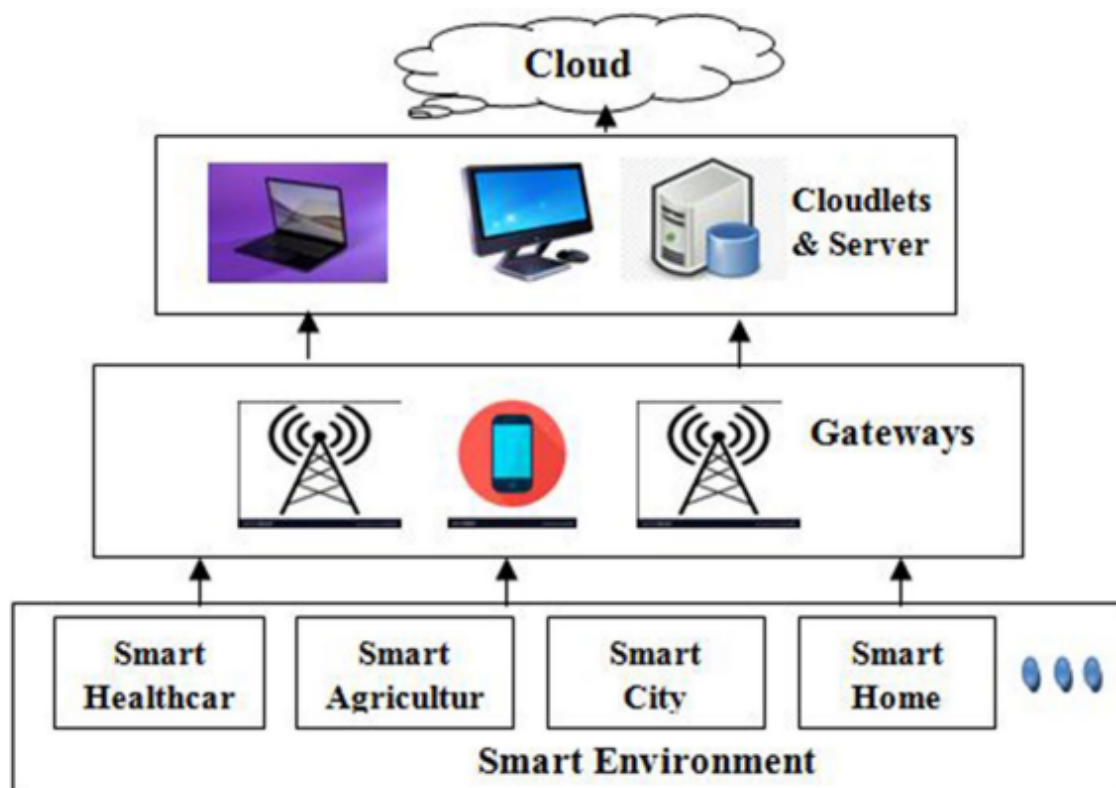 Cloud
Cloudlets
& Server
Gateways
Smart
Healthcar
Smart
Agricultur
Smart
City
Smart
Home
Smart Environment